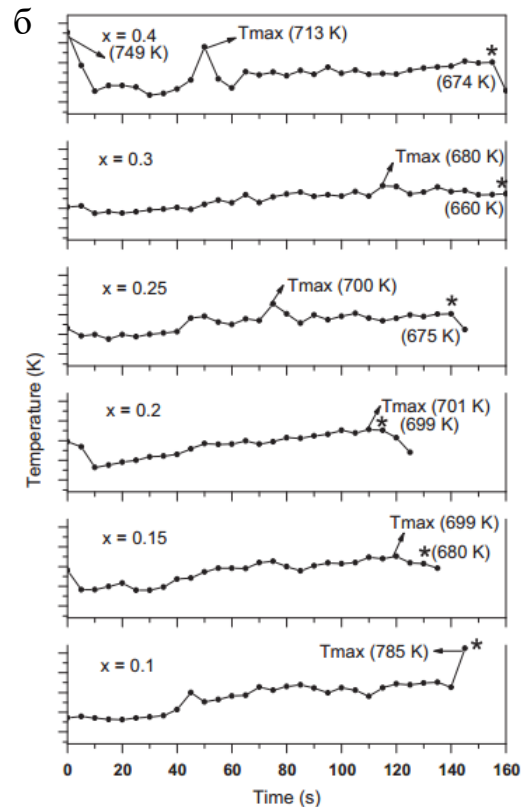 б
x = 0.4
(749 K)
Tmax (713 K)
*
(674 K)
x = 0.3
Tmax (680 K)
*
(660 K)
x = 0.25
Tmax (700 K)
*
(675 K)
x = 0.2
Tmax (701 K)
*
(699 K)
x = 0.15
Tmax (699 K)
*(680 K)
x = 0.1
Tmax (785 K)
*
Temperature (K)
0 20 40 60 80 100 120 140 160
Time (s)